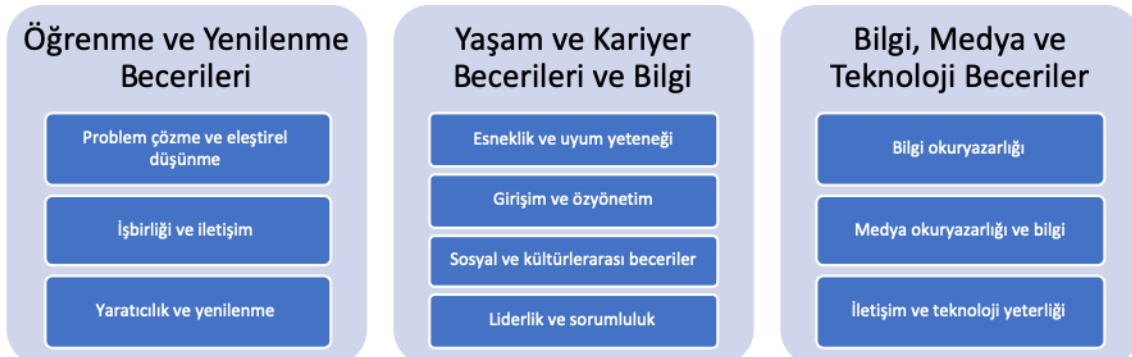 Öğrenme ve Yenilenme
Becerileri
Problem çözme ve eleştirel
düşünme
İşbirliği ve iletişim
Yaratıcılık ve yenilenme
Yaşam ve Kariyer
Becerileri ve Bilgi
Esneklik ve uyum yeteneği
Girişim ve özyönetim
Sosyal ve kültürlerarası beceriler
Liderlik ve sorumluluk
Bilgi, Medya ve
Teknoloji Beceriler
Bilgi okuryazarlığı
Medya okuryazarlığı ve bilgi
İletişim ve teknoloji yeterliği